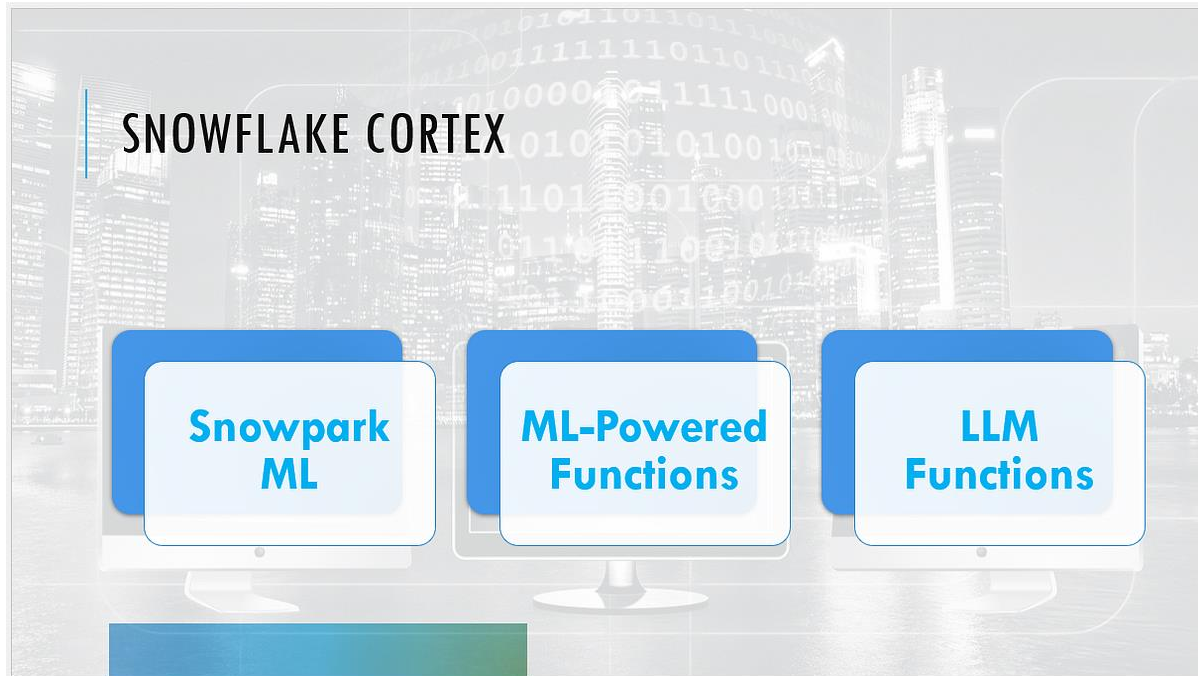 SNOWFLAKE CORTEX
Snowpark
ML
ML-Powered
Functions
LLM
Functions